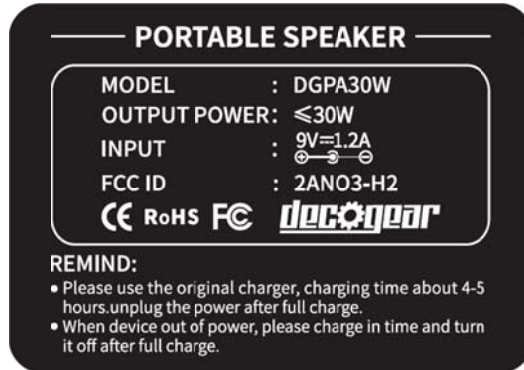 PORTABLE SPEAKER
MODEL : DGPA30W
OUTPUT POWER: ≤30W
INPUT : 9V⎓1.2A
FCC ID : 2ANO3-H2
CE RoHS FC decogear
REMIND:
• Please use the original charger, charging time about 4-5
hours.unplug the power after full charge.
• When device out of power, please charge in time and turn
it off after full charge.